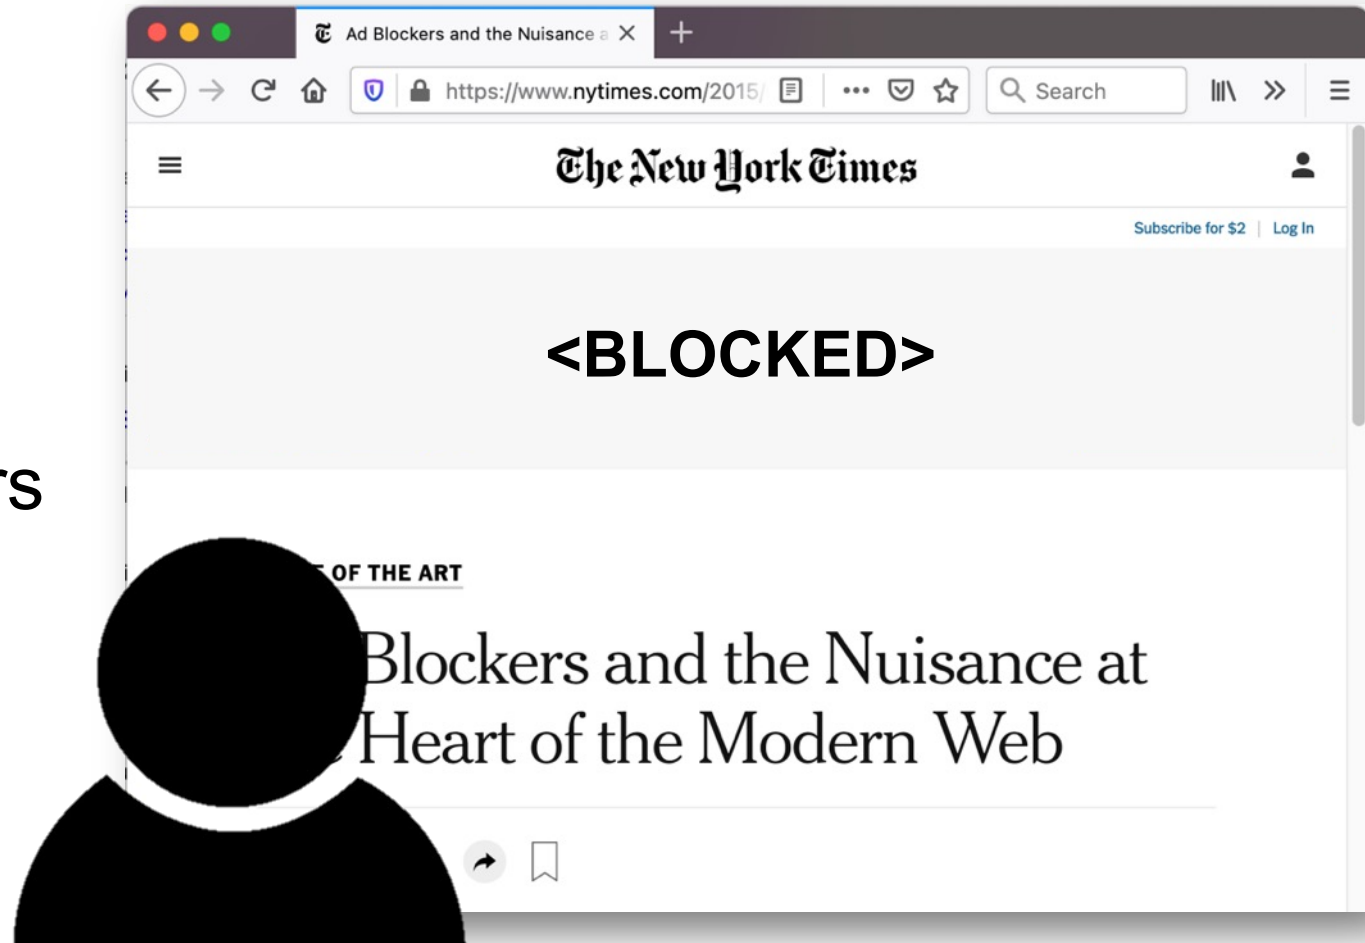 Ad Blockers and the Nuisance a
https://www.nytimes.com/2015/
Search
The New York Times
Subscribe for $2 | Log In
<BLOCKED>
rs
OF THE ART
Blockers and the Nuisance at
Heart of the Modern Web